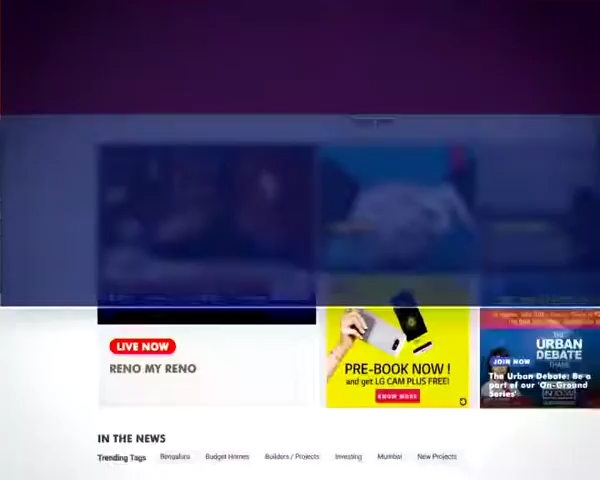 LIVE NOW
RENO MY RENO
PRE-BOOK NOW !
and get LG CAM PLUS FREE!
KNOW MORE
THE
URBAN
DEBATE
JOIN NOW
The Urban Debate: Be a
part of our 'On-Ground
Series'
IN THE NEWS
Trending Tags Bengaluru Budget Homes Builders / Projects Investing Mumbai New Projects